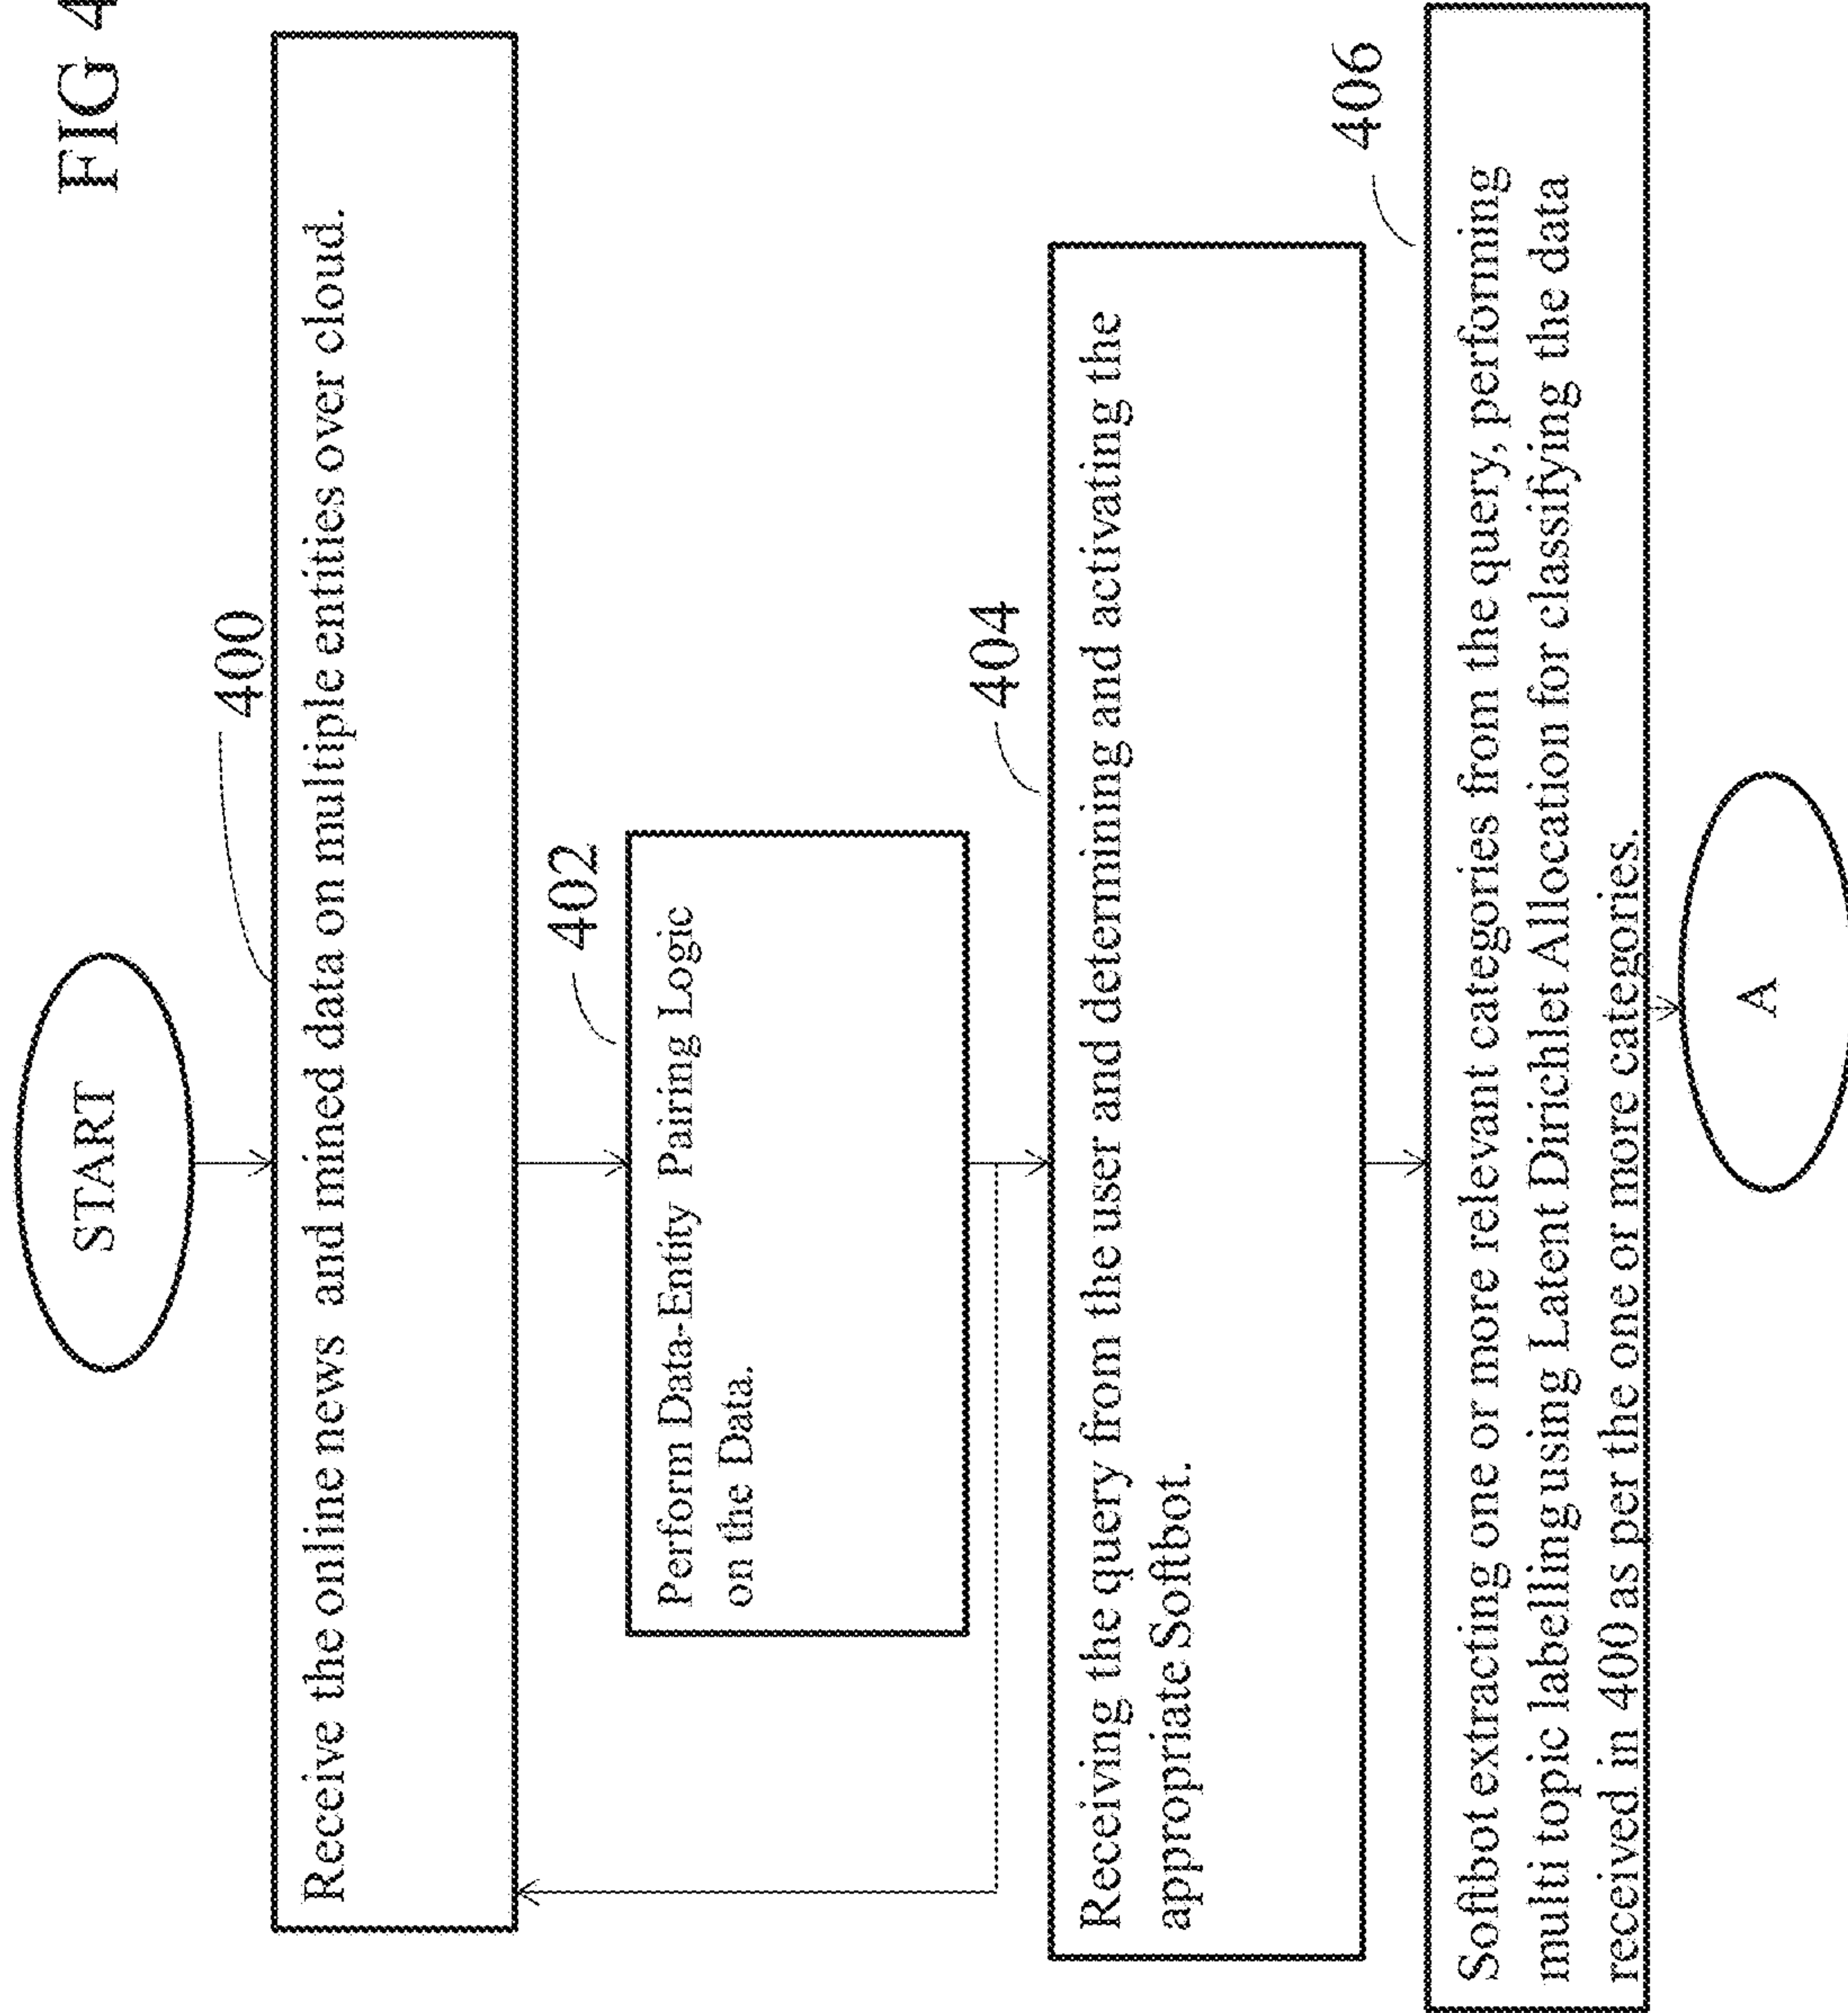 FIG 4
START
400
Receive the online news and mined data on multiple entities over cloud.
402
Perform Data-Entity Pairing Logic
on the Data.
404
Receiving the query from the user and determining and activating the
appropriate Softbot.
406
Softbot extracting one or more relevant categories from the query, performing
multi topic labelling using Latent Dirichlet Allocation for classifying the data
received in 400 as per the one or more categories.
A